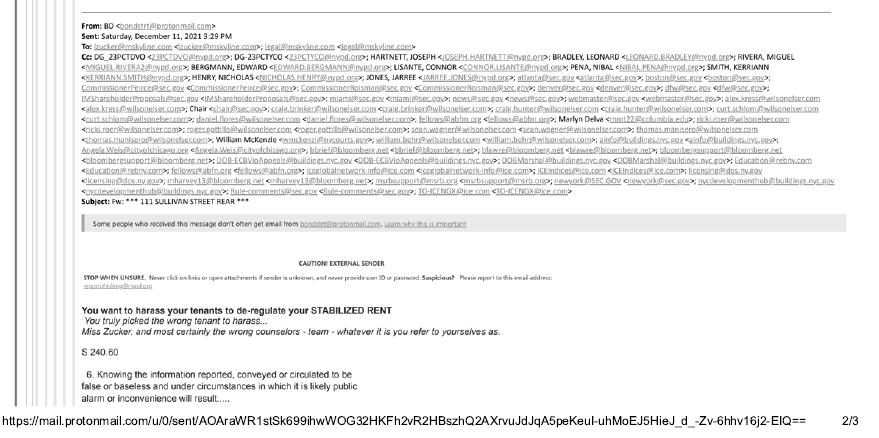 From: BD <bondstrt@protonmail.com>
Sent: Saturday, December 11, 2021 3:29 PM
To: lzucker@mskyline.com <lzucker@mskyline.com>; legal@mskyline.com <legal@mskyline.com>
Cc: DG_23PCTDVO <23PCTDVO@nypd.org>; DG-23PCTYCO <23PCTYCO@nypd.org>; HARTNETT, JOSEPH <JOSEPH.HARTNETT@nypd.org>; BRADLEY, LEONARD <LEONARD.BRADLEY@nypd.org>; RIVERA, MIGUEL
<MIGUEL.RIVERA2@nypd.org>; BERGMANN, EDWARD <EDWARD.BERGMANN@nypd.org>; LISANTE, CONNOR <CONNOR.LISANTE@nypd.org>; PENA, NIBAL <NIBAL.PENA@nypd.org>; SMITH, KERRIANN
<KERRIANN.SMITH@nypd.org>; HENRY, NICHOLAS <NICHOLAS.HENRY@nypd.org>; JONES, JARREE <JARREE.JONES@nypd.org>; atlanta@sec.gov <atlanta@sec.gov>; boston@sec.gov <boston@sec.gov>;
CommissionerPeirce@sec.gov <CommissionerPeirce@sec.gov>; CommissionerRoisman@sec.gov <CommissionerRoisman@sec.gov>; denver@sec.gov <denver@sec.gov>; dfw@sec.gov <dfw@sec.gov>;
IMShareholderProposals@sec.gov <IMShareholderProposals@sec.gov>; miami@sec.gov <miami@sec.gov>; news@sec.gov <news@sec.gov>; webmaster@sec.gov <webmaster@sec.gov>; alex.kress@wilsonelser.com
<alex.kress@wilsonelser.com>; Chair <chair@sec.gov>; craig.brinker@wilsonelser.com <craig.brinker@wilsonelser.com>; craig.hunter@wilsonelser.com <craig.hunter@wilsonelser.com>; curt.schlom@wilsonelser.com
<curt.schlom@wilsonelser.com>; daniel.flores@wilsonelser.com <daniel.flores@wilsonelser.com>; fellows@abfm.org <fellows@abfm.org>; Marlyn Delva <mmt22@columbia.edu>; ricki.roer@wilsonelser.com
<ricki.roer@wilsonelser.com>; roger.gottilla@wilsonelser.com <roger.gottilla@wilsonelser.com>; sean.wagner@wilsonelser.com <sean.wagner@wilsonelser.com>; thomas.manisero@wilsonelser.com
<thomas.manisero@wilsonelser.com>; William McKenzie <wmckenzi@nycourts.gov>; william.behr@wilsonelser.com <william.behr@wilsonelser.com>; ainfo@buildings.nyc.gov <ainfo@buildings.nyc.gov>;
Angela.Weis@cityofchicago.org <Angela.Weis@cityofchicago.org>; bbrief@bloomberg.net <bbrief@bloomberg.net>; blawre@bloomberg.net <blawre@bloomberg.net>; bloombergsupport@bloomberg.net
<bloombergsupport@bloomberg.net>; DOB-ECBVioAppeals@buildings.nyc.gov <DOB-ECBVioAppeals@buildings.nyc.gov>; DOBMarshal@buildings.nyc.gov <DOBMarshal@buildings.nyc.gov>; Education@rebny.com
<Education@rebny.com>; fellows@abfn.org <fellows@abfn.org>; iceglobalnetwork-info@ice.com <iceglobalnetwork-info@ice.com>; ICEIndices@ice.com <ICEIndices@ice.com>; licensing@dos.ny.gov
<licensing@dos.ny.gov>; mharvey13@bloomberg.net <mharvey13@bloomberg.net>; msrbsupport@msrb.org <msrbsupport@msrb.org>; newyork@SEC.GOV <newyork@sec.gov>; nycdevelopmenthub@buildings.nyc.gov
<nycdevelopmenthub@buildings.nyc.gov>; Rule-comments@sec.gov <Rule-comments@sec.gov>; TO-ICENGX@ice.com <TO-ICENGX@ice.com>
Subject: Fw: *** 111 SULLIVAN STREET REAR ***
Some people who received this message don't often get email from bondstrt@protonmail.com. Learn why this is important
CAUTION! EXTERNAL SENDER
STOP WHEN UNSURE. Never click on links or open attachments if sender is unknown, and never provide user ID or password. Suspicious? Please report to this email address:
reportphishing@nypd.org
You want to harass your tenants to de-regulate your STABILIZED RENT
You truly picked the wrong tenant to harass...
Miss Zucker, and most certainly the wrong counselors - team - whatever it is you refer to yourselves as.
S 240.60
6. Knowing the information reported, conveyed or circulated to be
false or baseless and under circumstances in which it is likely public
alarm or inconvenience will result.....
https://mail.protonmail.com/u/0/sent/AOAraWR1stSk699ihwWOG32HKFh2vR2HBszhQ2AXrvuJdJqA5peKeuI-uhMoEJ5HieJ_d_-Zv-6hhv16j2-EIQ== 2/3